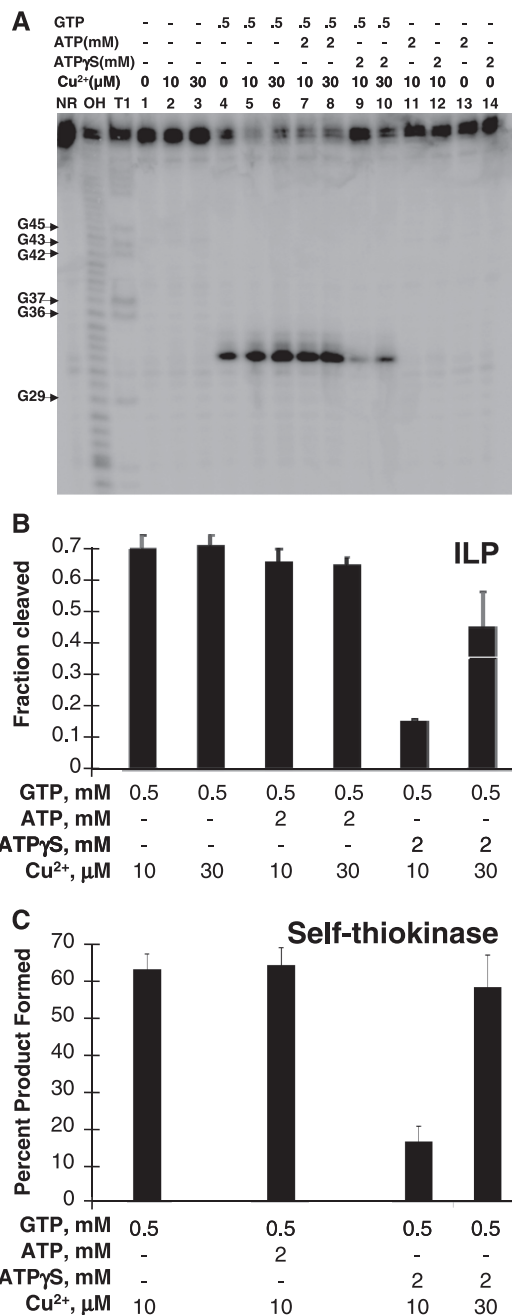 A
GTP - - - .5 .5 .5 .5 .5 .5 .5 - - - -
ATP(mM) - - - - - - 2 2 - - 2 - 2 -
ATPγS(mM) - - - - - - - - 2 2 - 2 - 2
Cu2+(μM) 0 10 30 0 10 30 10 30 10 30 10 10 0 0
NR OH T1 1 2 3 4 5 6 7 8 9 10 11 12 13 14
G45
G43
G42
G37
G36
G29
B
ILP
Fraction cleaved
0.7
0.6
0.5
0.4
0.3
0.2
0.1
0
GTP, mM 0.5 0.5 0.5 0.5 0.5 0.5
ATP, mM - - 2 2 - -
ATPγS, mM - - - - 2 2
Cu2+, μM 10 30 10 30 10 30
C
Self-thiokinase
Percent Product Formed
70
60
50
40
30
20
10
0
GTP, mM 0.5 0.5 0.5 0.5
ATP, mM - 2 - -
ATPγS, mM - - 2 2
Cu2+, μM 10 10 10 30